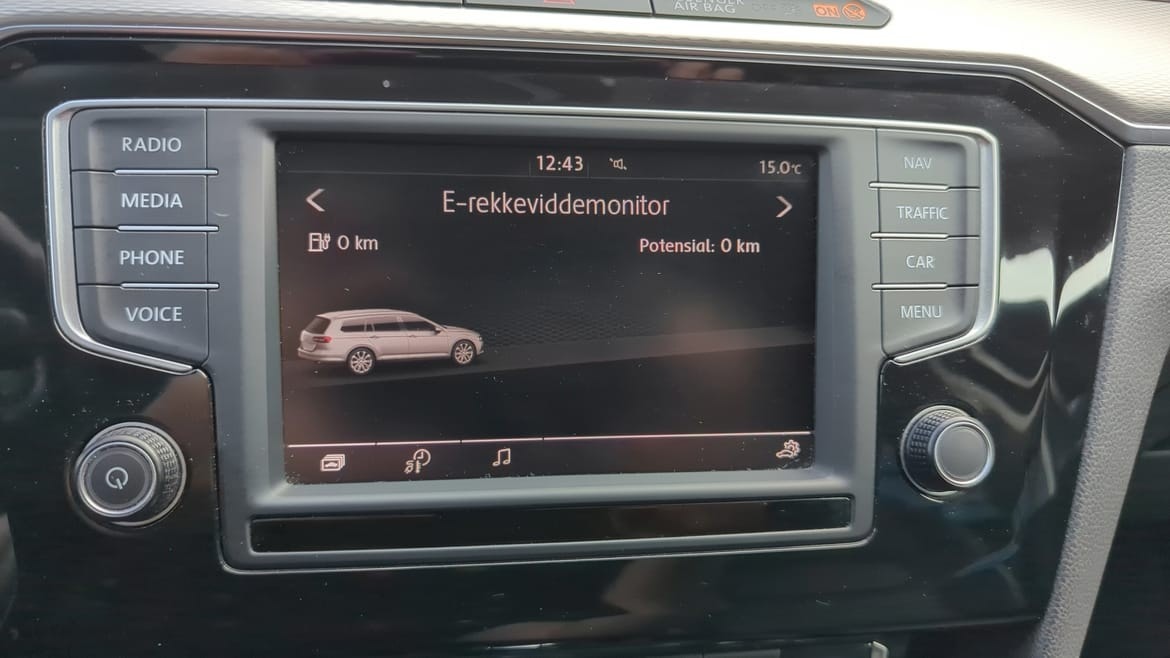 AIR BAG
ON
RADIO
MEDIA
PHONE
VOICE
12:43
15.0°C
E-rekkeviddemonitor
0 km
Potensial: 0 km
NAV
TRAFFIC
CAR
MENU